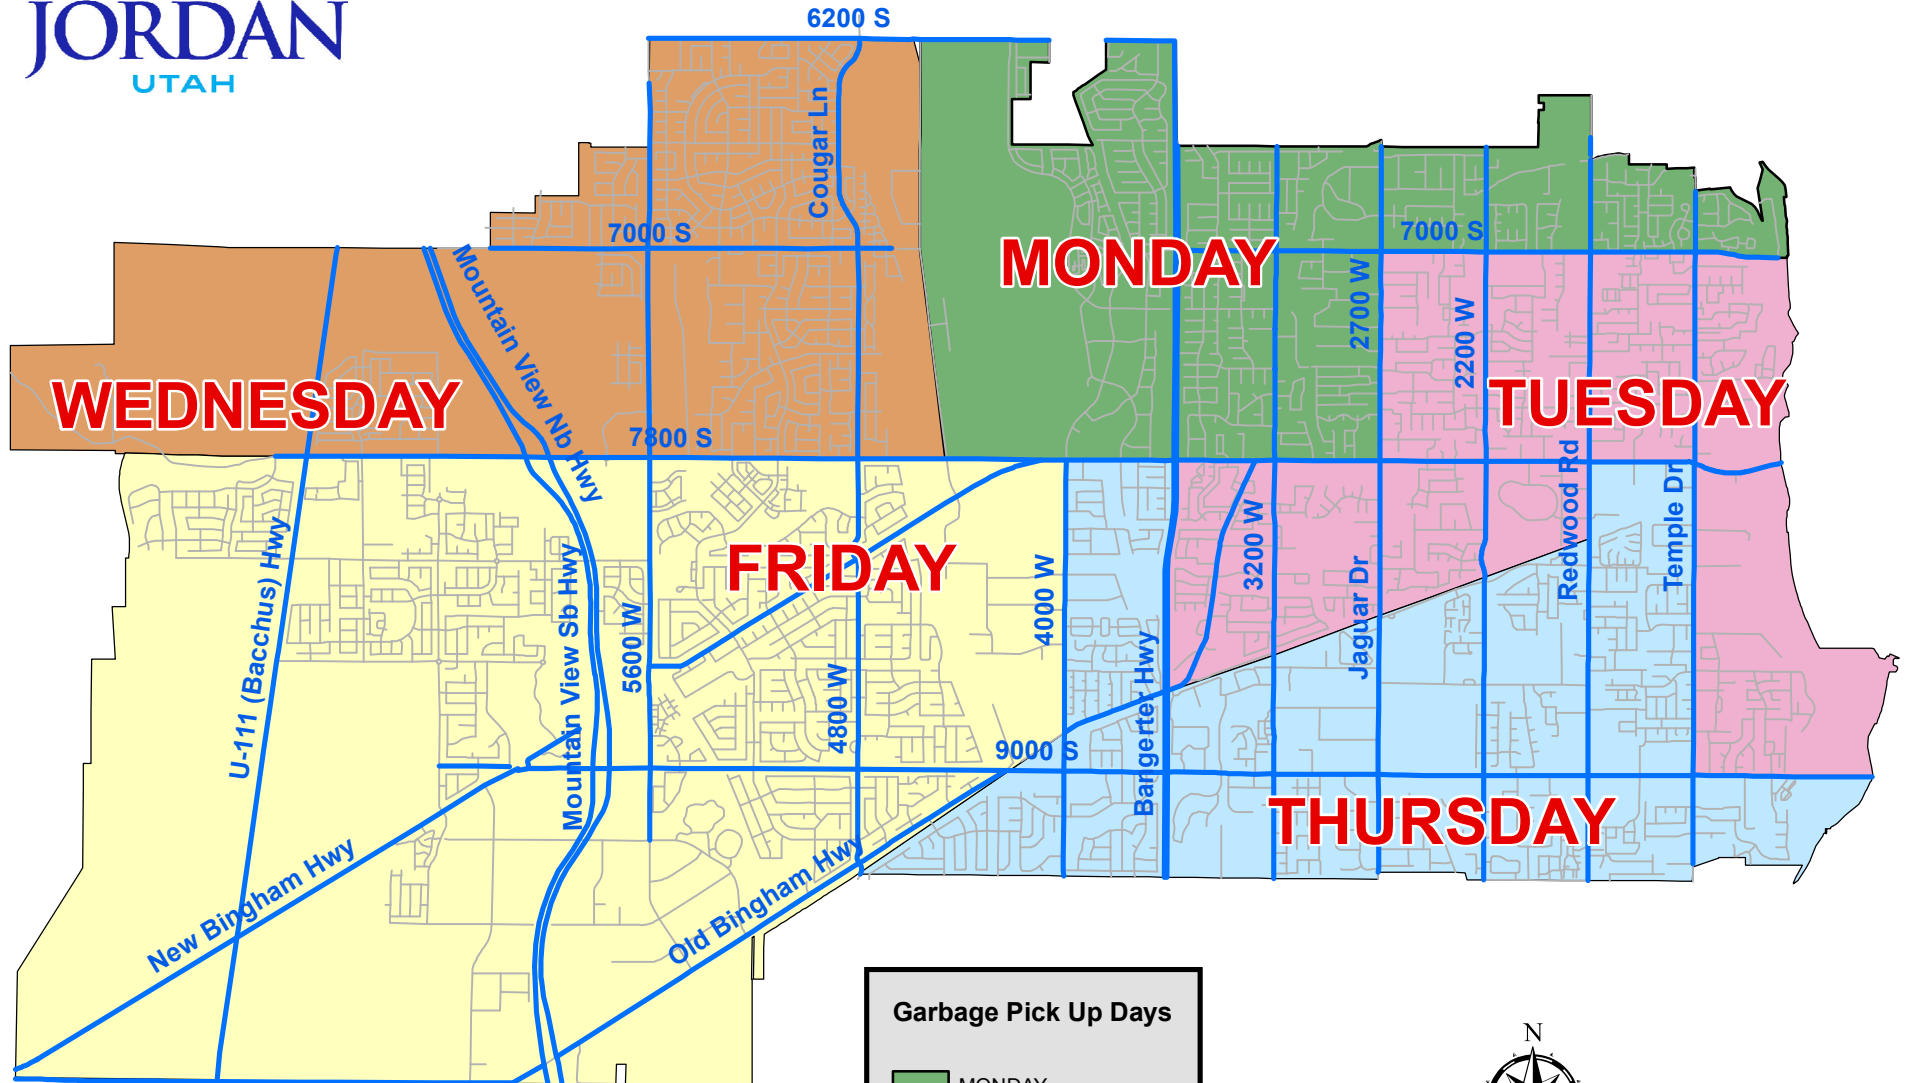 JORDAN
UTAH
6200 S
Cougar Ln
7000 S
7000 S
MONDAY
Mountain View Nb Hwy
2700 W
2200 W
WEDNESDAY
TUESDAY
7800 S
Redwood Rd
Temple Dr
U-111 (Bacchus) Hwy
FRIDAY
Mountain View Sb Hwy
5600 W
4800 W
4000 W
3200 W
Jaguar Dr
Bangerter Hwy
9000 S
THURSDAY
New Bingham Hwy
Old Bingham Hwy
Garbage Pick Up Days
MONDAY
N